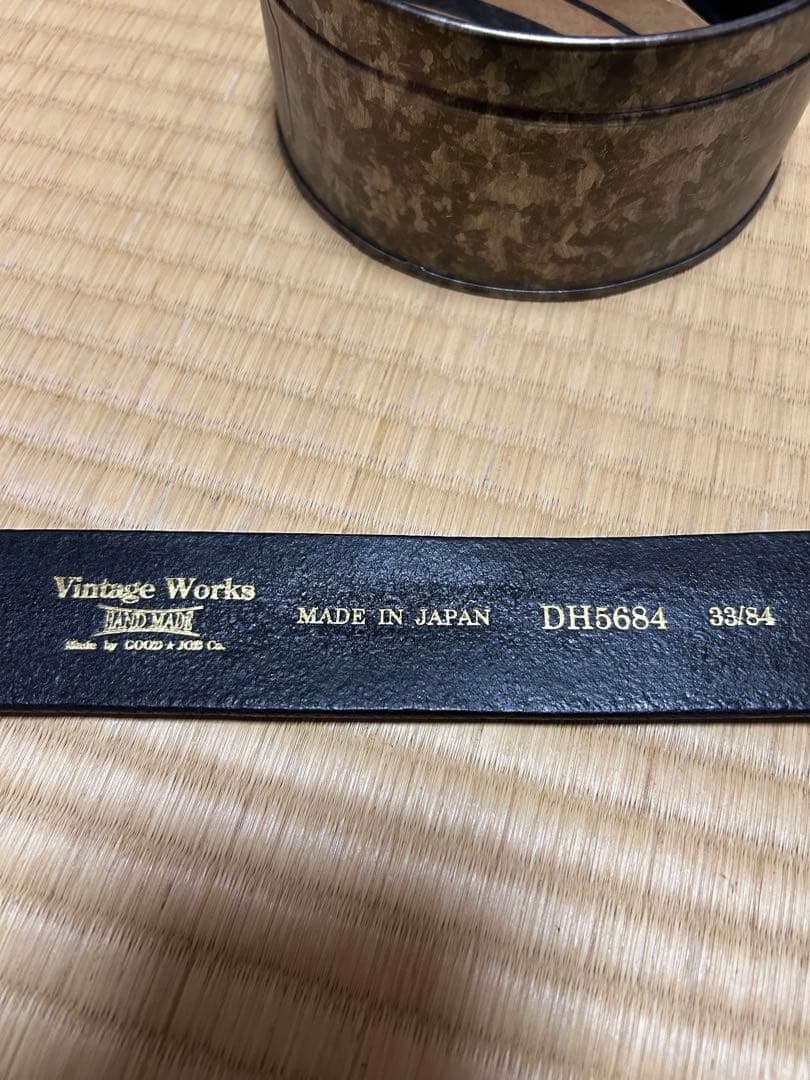 Vintage Works
HAND MADE
Made by GOOD★JOB Co.
MADE IN JAPAN
DH5684
33/84